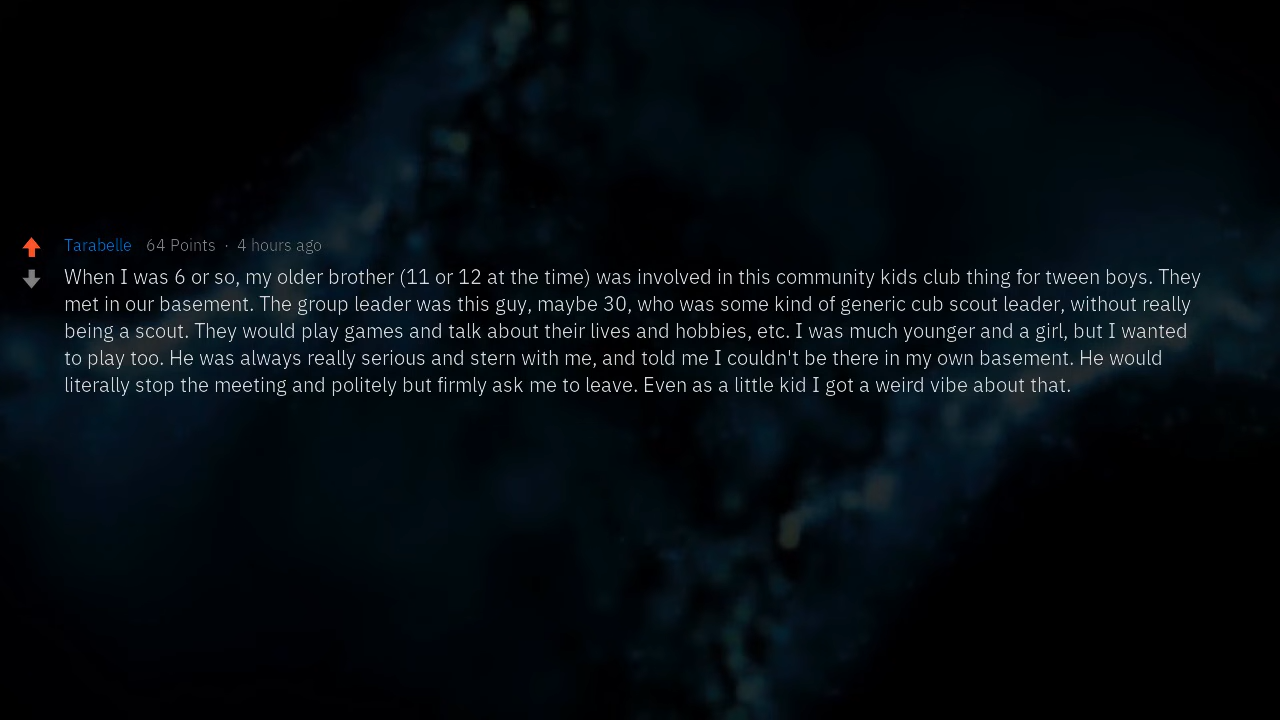 Tarabelle 64 Points · 4 hours ago
When I was 6 or so, my older brother (11 or 12 at the time) was involved in this community kids club thing for tween boys. They
met in our basement. The group leader was this guy, maybe 30, who was some kind of generic cub scout leader, without really
being a scout. They would play games and talk about their lives and hobbies, etc. I was much younger and a girl, but I wanted
to play too. He was always really serious and stern with me, and told me I couldn't be there in my own basement. He would
literally stop the meeting and politely but firmly ask me to leave. Even as a little kid I got a weird vibe about that.